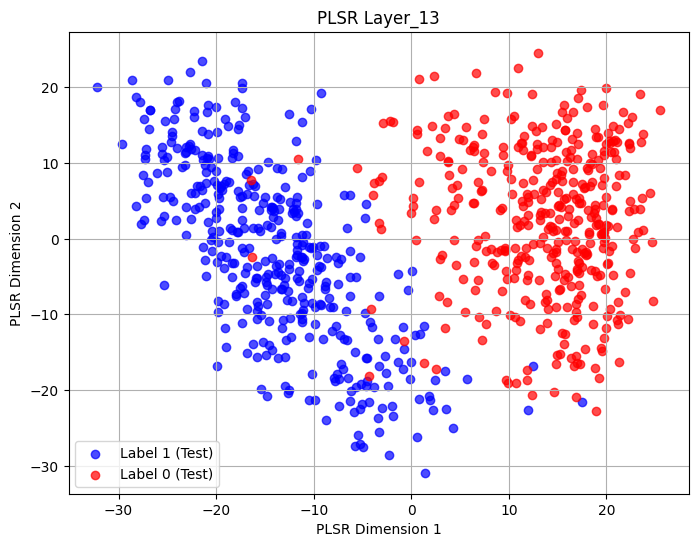 PLSR Layer_13
PLSR Dimension 2
20
10
0
−10
−20
−30
Label 1 (Test)
Label 0 (Test)
−30 −20 −10 0 10 20
PLSR Dimension 1